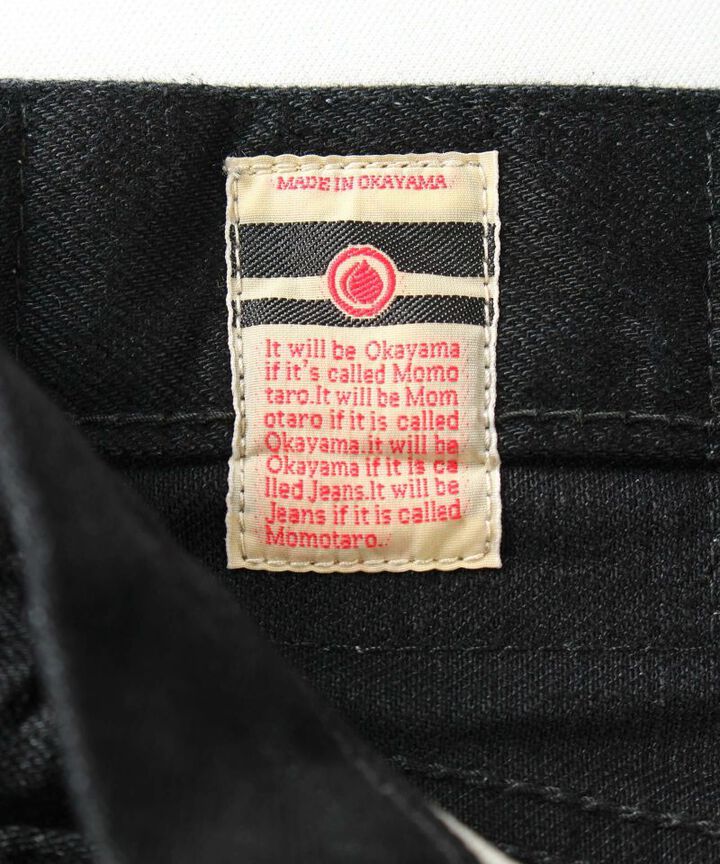 MADE IN OKAYAMA
It will be Okayama
if it's called Momo
taro.It will be Mom
otaro if it is called
Okayama.it will be
Okayama if it is ca
lled Jeans.It will be
Jeans if it is called
Momotaro.